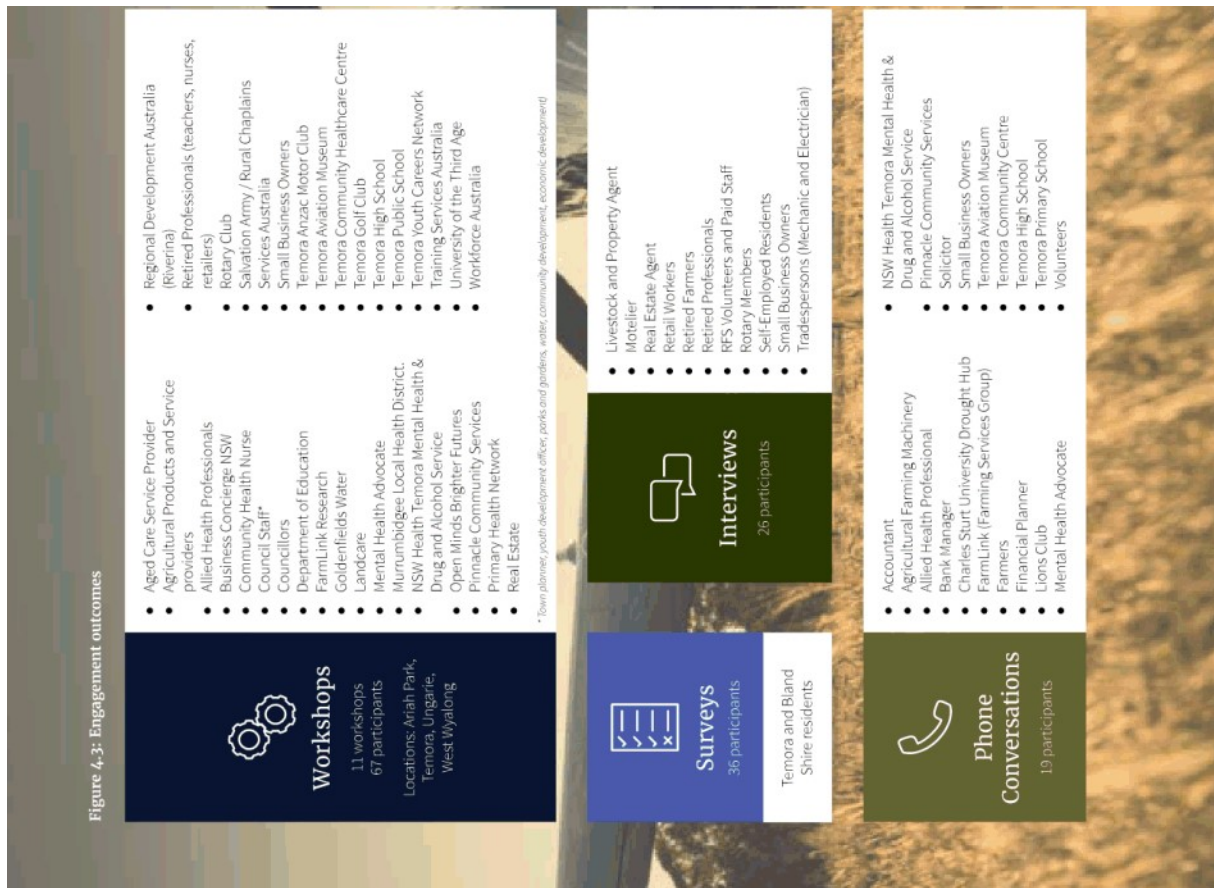 Figure 4.3: Engagement outcomes
Workshops
11 workshops
67 participants
Locations: Ariah Park,
Temora, Ungarie,
West Wyalong
• Aged Care Service Provider
• Agricultural Products and Service
providers
• Allied Health Professionals
• Business Concierge NSW
• Community Health Nurse
• Council Staff*
• Councillors
• Department of Education
• FarmLink Research
• Goldenfields Water
• Landcare
• Mental Health Advocate
• Murrumbidgee Local Health District.
• NSW Health Temora Mental Health &
Drug and Alcohol Service
• Open Minds Brighter Futures
• Pinnacle Community Services
• Primary Health Network
• Real Estate
• Regional Development Australia
(Riverina)
• Retired Professionals (teachers, nurses,
retailers)
• Rotary Club
• Salvation Army / Rural Chaplains
• Services Australia
• Small Business Owners
• Temora Anzac Motor Club
• Temora Aviation Museum
• Temora Community Healthcare Centre
• Temora Golf Club
• Temora High School
• Temora Public School
• Temora Youth Careers Network
• Training Services Australia
• University of the Third Age
• Workforce Australia
* Town planner, youth development officer, parks and gardens, water, community development, economic development)
Surveys
36 participants
Temora and Bland
Shire residents
Interviews
26 participants
• Livestock and Property Agent
Motelier
• Real Estate Agent
• Retail Workers
• Retired Farmers
• Retired Professionals
• RFS Volunteers and Paid Staff
• Rotary Members
• Self-Employed Residents
• Small Business Owners
• Tradespersons (Mechanic and Electrician)
Phone
Conversations
19 participants
• Accountant
• Agricultural Farming Machinery
• Allied Health Professional
• Bank Manager
• Charles Sturt University Drought Hub
• FarmLink (Farming Services Group)
• Farmers
• Financial Planner
• Lions Club
• Mental Health Advocate
• NSW Health Temora Mental Health &
Drug and Alcohol Service
• Pinnacle Community Services
• Solicitor
• Small Business Owners
• Temora Aviation Museum
• Temora Community Centre
• Temora High School
• Temora Primary School
• Volunteers